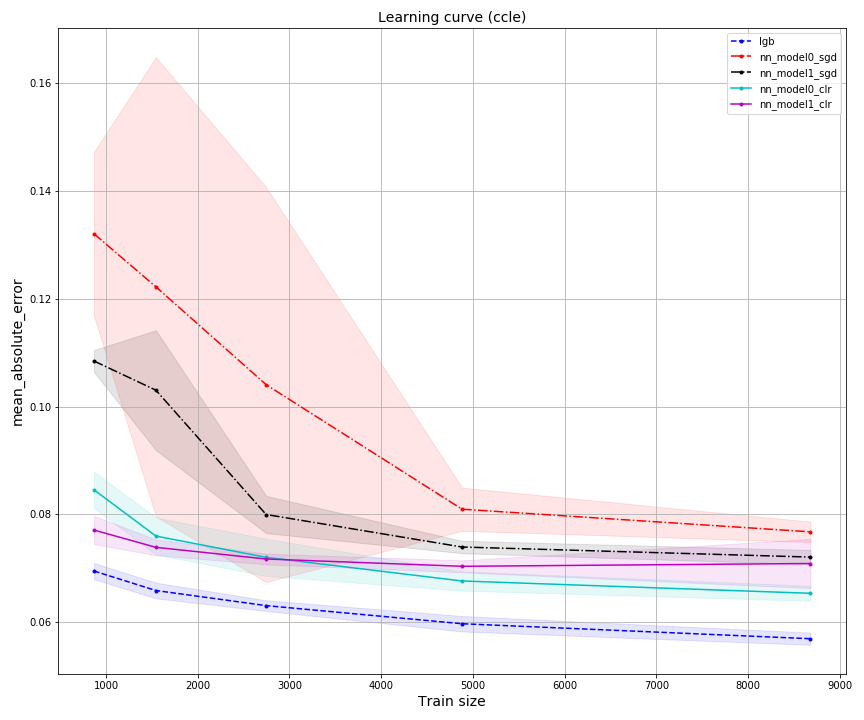 Learning curve (ccle)
lgb
nn_model0_sgd
nn_model1_sgd
nn_model0_clr
nn_model1_clr
mean_absolute_error
0.16
0.14
0.12
0.10
0.08
0.06
1000 2000 3000 4000 5000 6000 7000 8000 9000
Train size